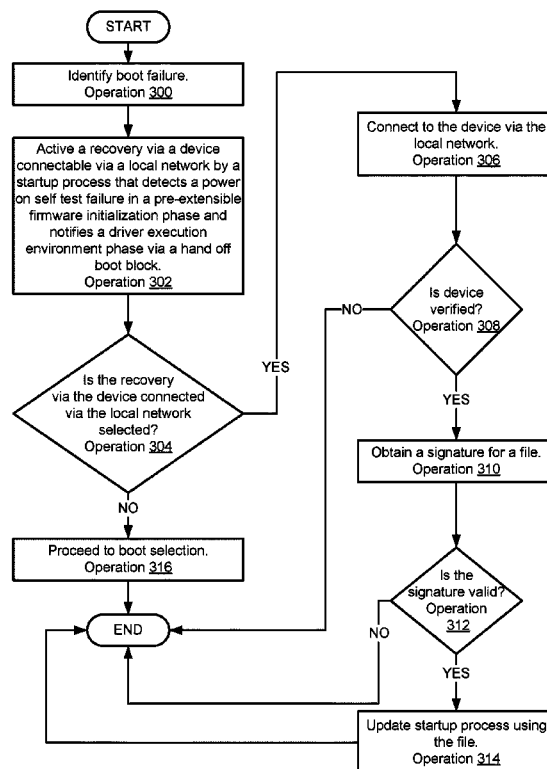 START
Identify boot failure.
Operation 300
Active a recovery via a device
connectable via a local network by a
startup process that detects a power
on self test failure in a pre-extensible
firmware initialization phase and
notifies a driver execution
environment phase via a hand off
boot block.
Operation 302
Is the recovery
via the device connected
via the local network
selected?
Operation 304
YES
NO
Proceed to boot selection.
Operation 316
END
Connect to the device via the
local network.
Operation 306
Is device
verified?
Operation 308
NO
YES
Obtain a signature for a file.
Operation 310
Is the
signature valid?
Operation
312
NO
YES
Update startup process using
the file.
Operation 314